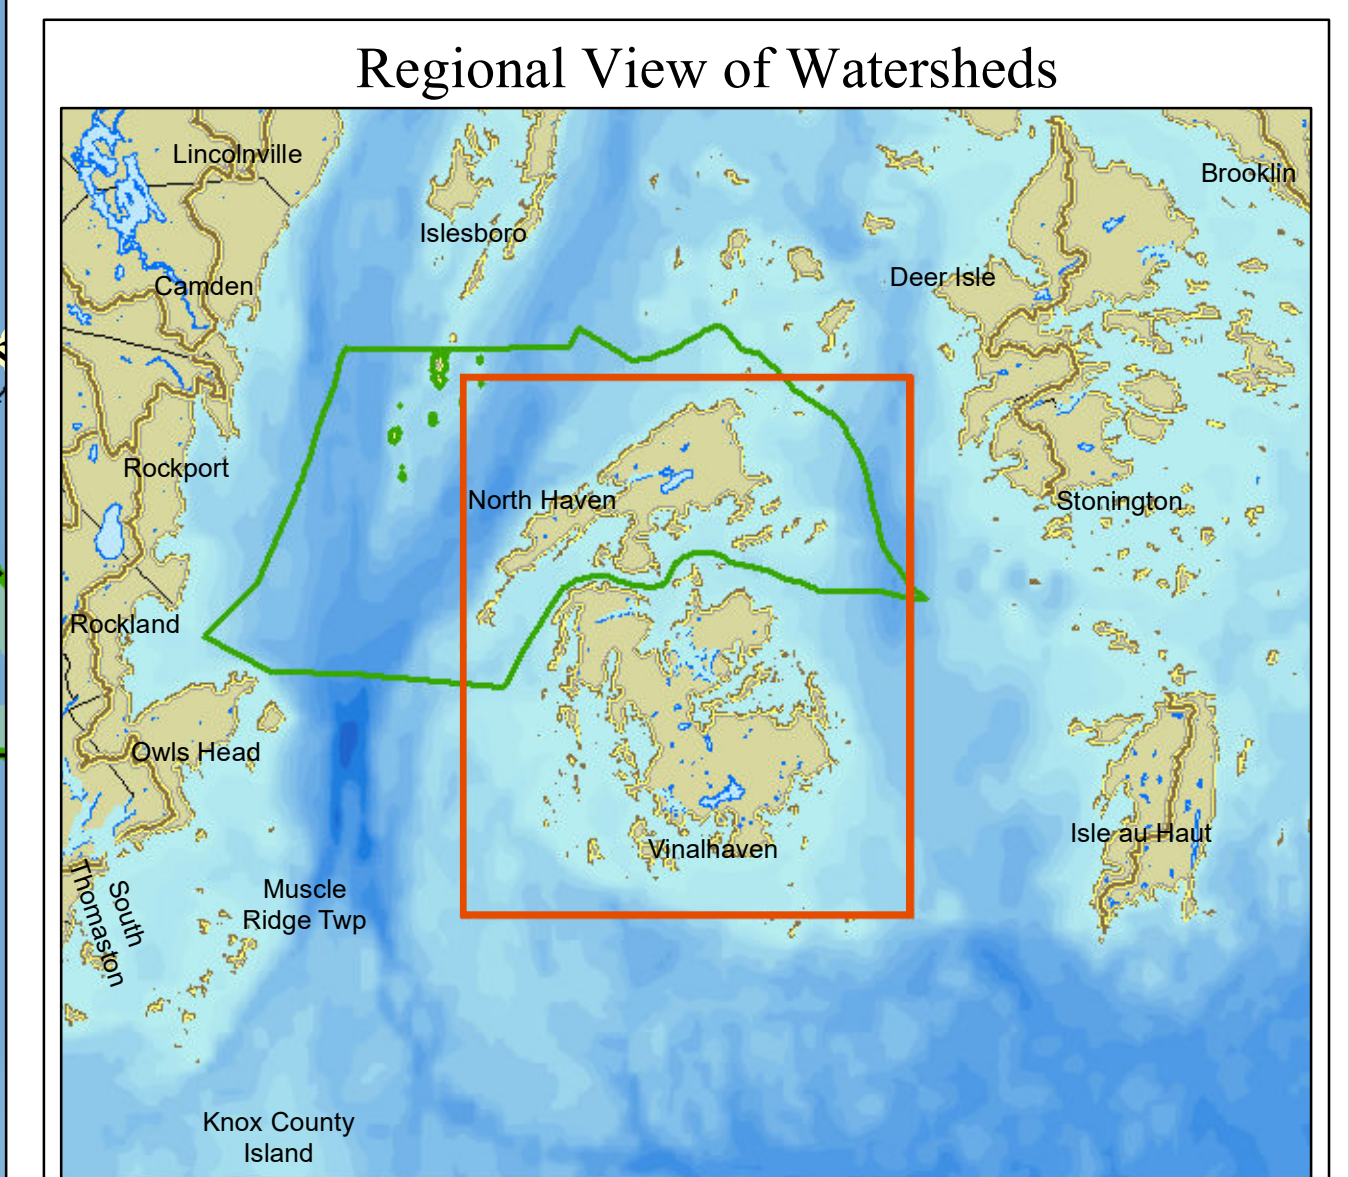 Regional View of Watersheds
Lincolnville
Brooklin
Islesboro
Deer Isle
Camden
Rockport
North Haven
Stonington
Rockland
Owls Head
Isle au Haut
Vinalhaven
South
Thomaston
Muscle
Ridge Twp
Knox County
Island